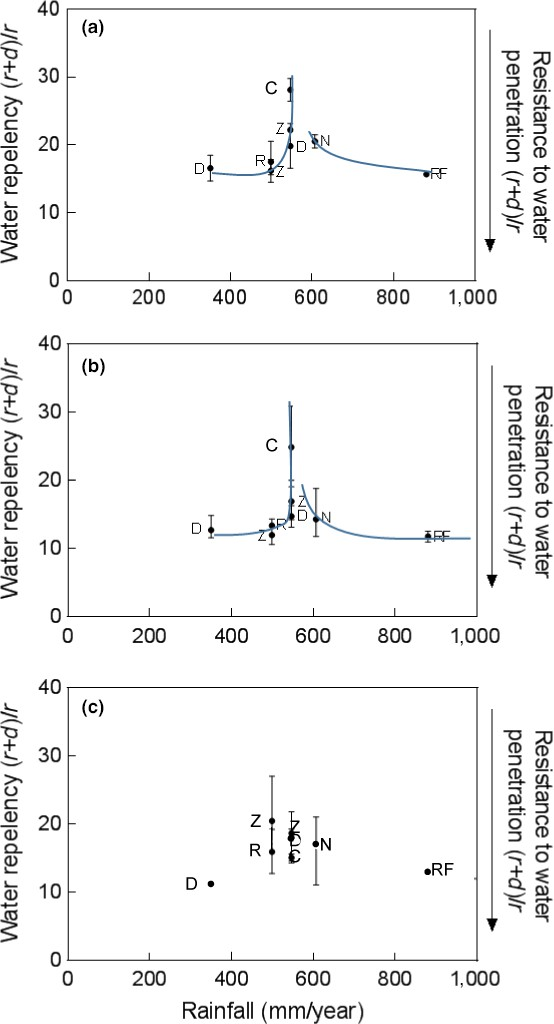 (a)
Water repellency (r+d)/r
40
30
20
10
0
C
Z
D
N
R
D
Z
RF
Resistance to water
penetration (r+d)/r
0 200 400 600 800 1,000
(b)
Water repellency (r+d)/r
40
30
20
10
0
C
Z
D
N
D
R
Z
RF
Resistance to water
penetration (r+d)/r
0 200 400 600 800 1,000
(c)
Water repelency (r+d)/r
40
30
20
10
0
Z
Z
D
N
R
C
RF
D
Resistance to water
penetration (r+d)/r
0 200 400 600 800 1,000
Rainfall (mm/year)